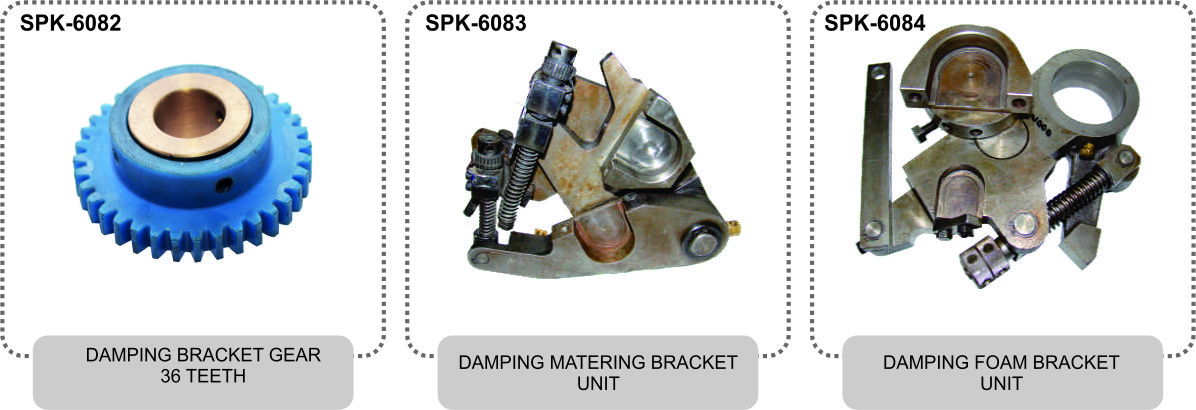 SPK-6082
DAMPING BRACKET GEAR
36 TEETH
SPK-6083
DAMPING MATERING BRACKET
UNIT
SPK-6084
DAMPING FOAM BRACKET
UNIT